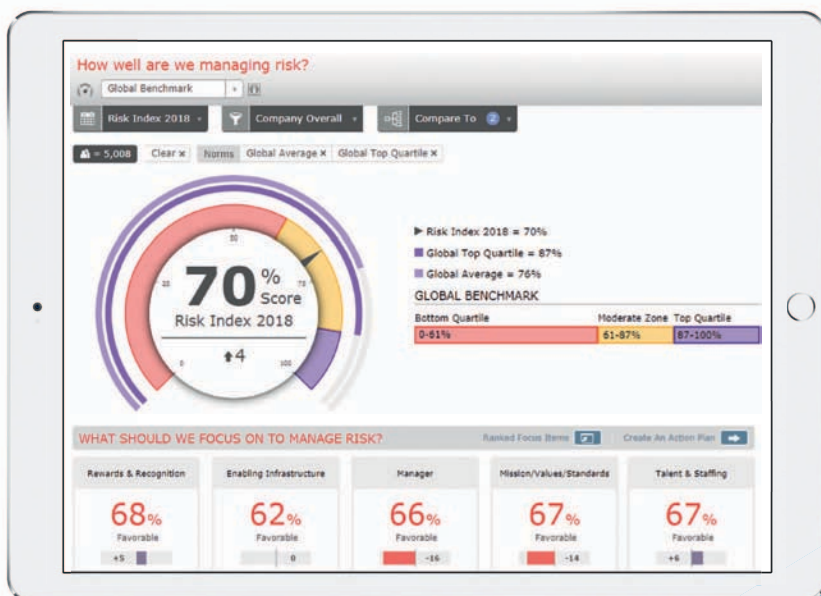 How well are we managing risk?
Global Benchmark
Risk Index 2018
Company Overall
Compare To 2
= 5,008 Clear x Norms Global Average x Global Top Quartile x
50
25
75
0
100
70% Score
Risk Index 2018
4
Risk Index 2018 = 70%
Global Top Quartile = 87%
Global Average = 76%
GLOBAL BENCHMARK
Bottom Quartile Moderate Zone Top Quartile
0-61% 61-87% 87-100%
WHAT SHOULD WE FOCUS ON TO MANAGE RISK? Ranked Focus Items Create An Action Plan
Rewards & Recognition Enabling Infrastructure Manager Mission/Values/Standards Talent & Staffing
68% 62% 66% 67% 67%
Favorable Favorable Favorable Favorable Favorable
+5 0 -16 -14 +6